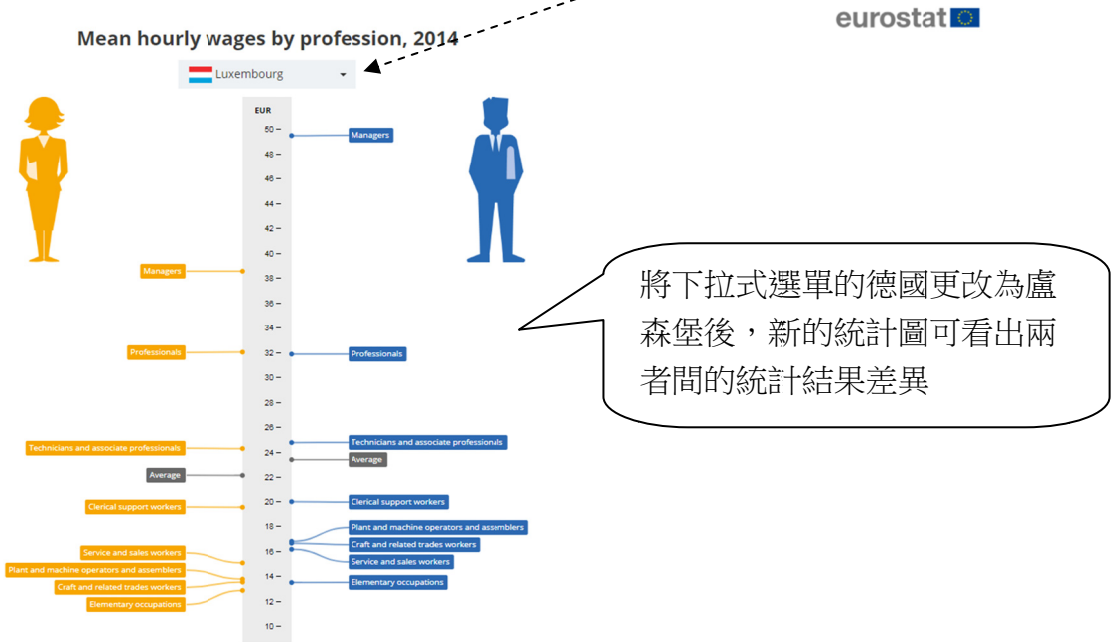 eurostat
Mean hourly wages by profession, 2014
Luxembourg
EUR
50
Managers
48
46
44
42
40
Managers
38
36
34
Professionals
32
Professionals
30
28
26
Technicians and associate professionals
Technicians and associate professionals
24
Average
Average
22
20
Clerical support workers
Clerical support workers
18
Plant and machine operators and assemblers
Craft and related trades workers
16
Service and sales workers
Service and sales workers
Plant and machine operators and assemblers
14
Elementary occupations
Craft and related trades workers
12
Elementary occupations
10
將下拉式選單的德國更改為盧
森堡後，新的統計圖可看出兩
者間的統計結果差異